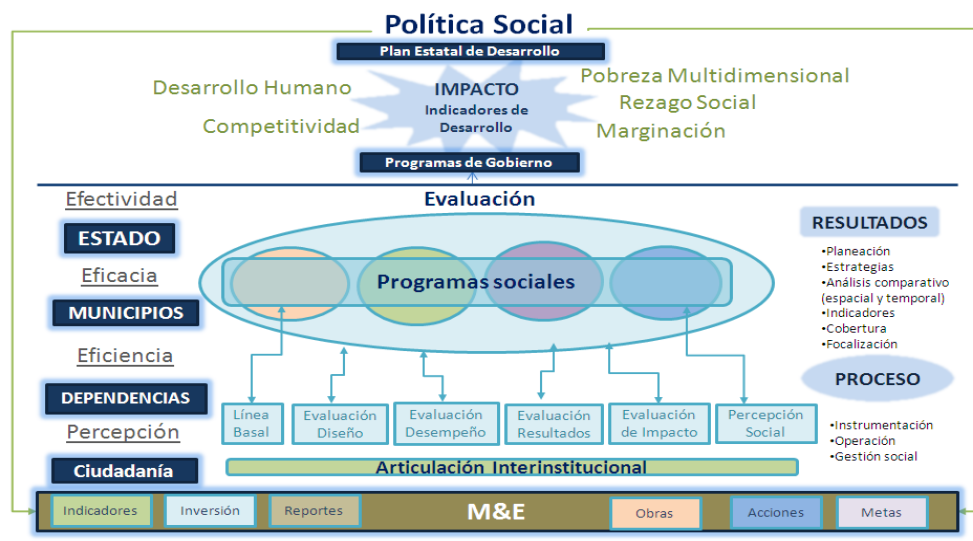 Política Social
Plan Estatal de Desarrollo
Desarrollo Humano
Competitividad
IMPACTO
Indicadores de
Desarrollo
Pobreza Multidimensional
Rezago Social
Marginación
Programas de Gobierno
Efectividad
ESTADO
Eficacia
MUNICIPIOS
Eficiencia
DEPENDENCIAS
Percepción
Ciudadanía
Evaluación
Programas sociales
Línea
Basal
Evaluación
Diseño
Evaluación
Desempeño
Evaluación
Resultados
Evaluación
de Impacto
Percepción
Social
Articulación Interinstitucional
RESULTADOS
•Planeación
•Estrategias
•Análisis comparativo
(espacial y temporal)
•Indicadores
•Cobertura
•Focalización
PROCESO
•Instrumentación
•Operación
•Gestión social
Indicadores
Inversión
Reportes
M&E
Obras
Acciones
Metas